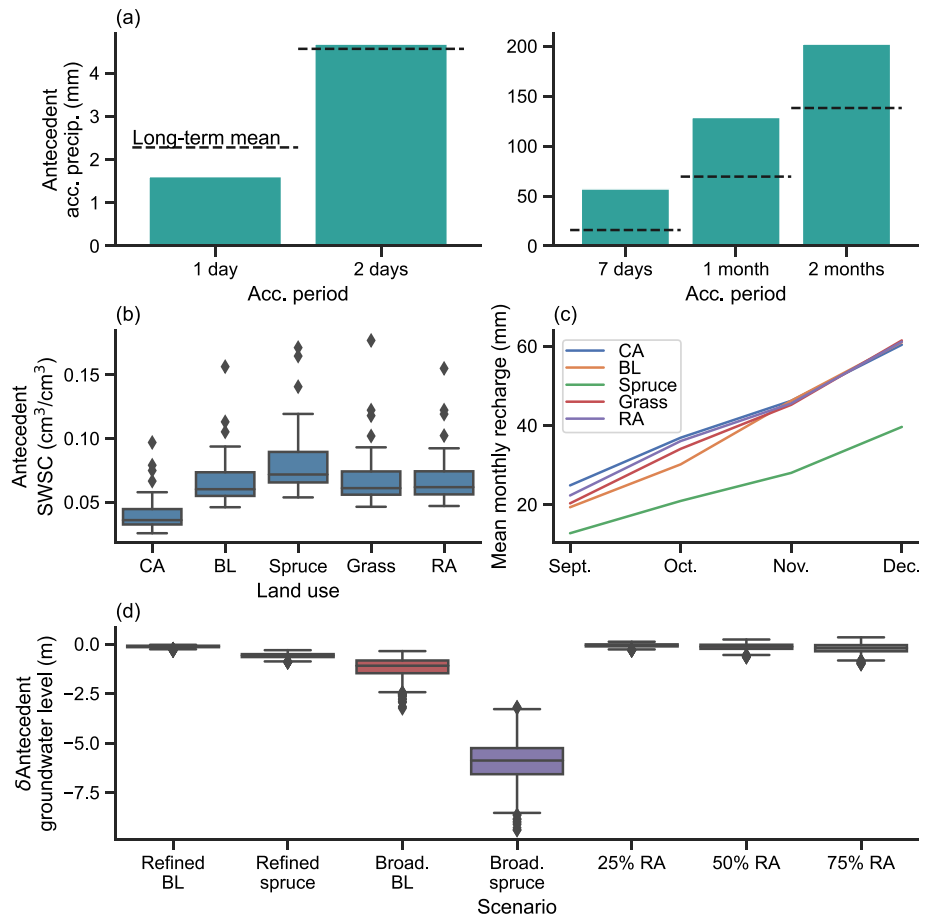 (a)
Antecedent
acc. precip. (mm)
4
3
2
1
0
Long-term mean
1 day
2 days
Acc. period
200
150
100
50
0
7 days
1 month
2 months
Acc. period
(b)
Antecedent
SWSC (cm³/cm³)
0.15
0.10
0.05
CA
BL
Spruce
Grass
RA
Land use
(c)
Mean monthly recharge (mm)
60
40
20
CA
BL
Spruce
Grass
RA
Sept.
Oct.
Nov.
Dec.
(d)
δAntecedent
groundwater level (m)
0.0
−2.5
−5.0
−7.5
Refined
BL
Refined
spruce
Broad.
BL
Broad.
spruce
25% RA
50% RA
75% RA
Scenario